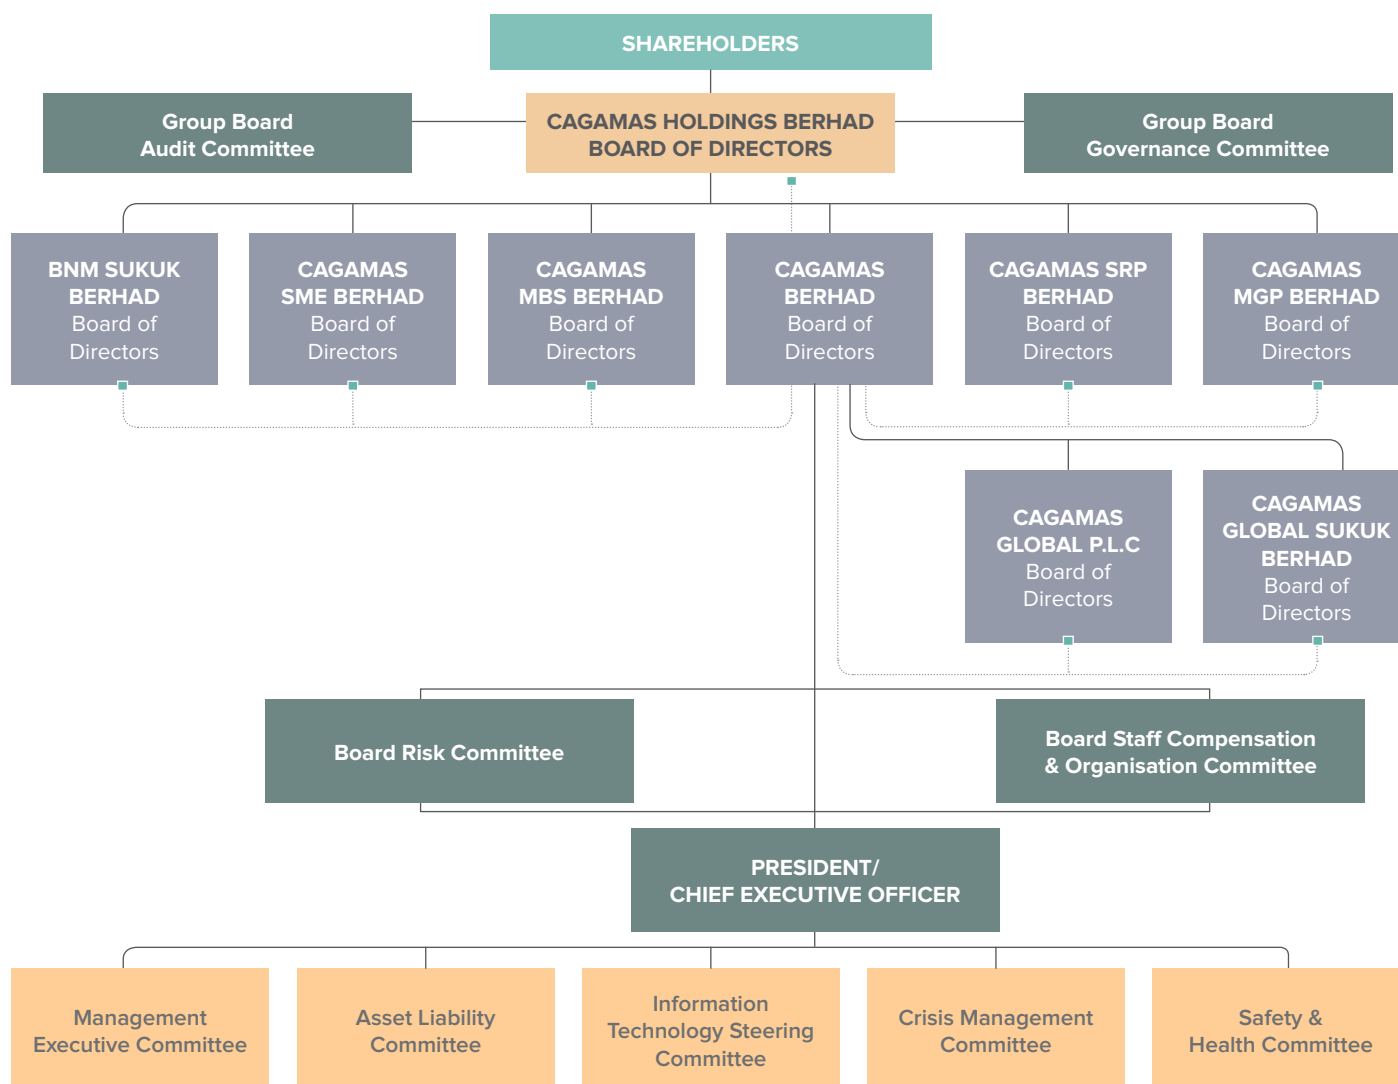 SHAREHOLDERS
Group Board
Audit Committee
CAGAMAS HOLDINGS BERHAD
BOARD OF DIRECTORS
Group Board
Governance Committee
BNM SUKUK
BERHAD
Board of
Directors
CAGAMAS
SME BERHAD
Board of
Directors
CAGAMAS
MBS BERHAD
Board of
Directors
CAGAMAS
BERHAD
Board of
Directors
CAGAMAS SRP
BERHAD
Board of
Directors
CAGAMAS
MGP BERHAD
Board of
Directors
CAGAMAS
GLOBAL P.L.C
Board of
Directors
CAGAMAS
GLOBAL SUKUK
BERHAD
Board of
Directors
Board Risk Committee
Board Staff Compensation
& Organisation Committee
PRESIDENT/
CHIEF EXECUTIVE OFFICER
Management
Executive Committee
Asset Liability
Committee
Information
Technology Steering
Committee
Crisis Management
Committee
Safety &
Health Committee